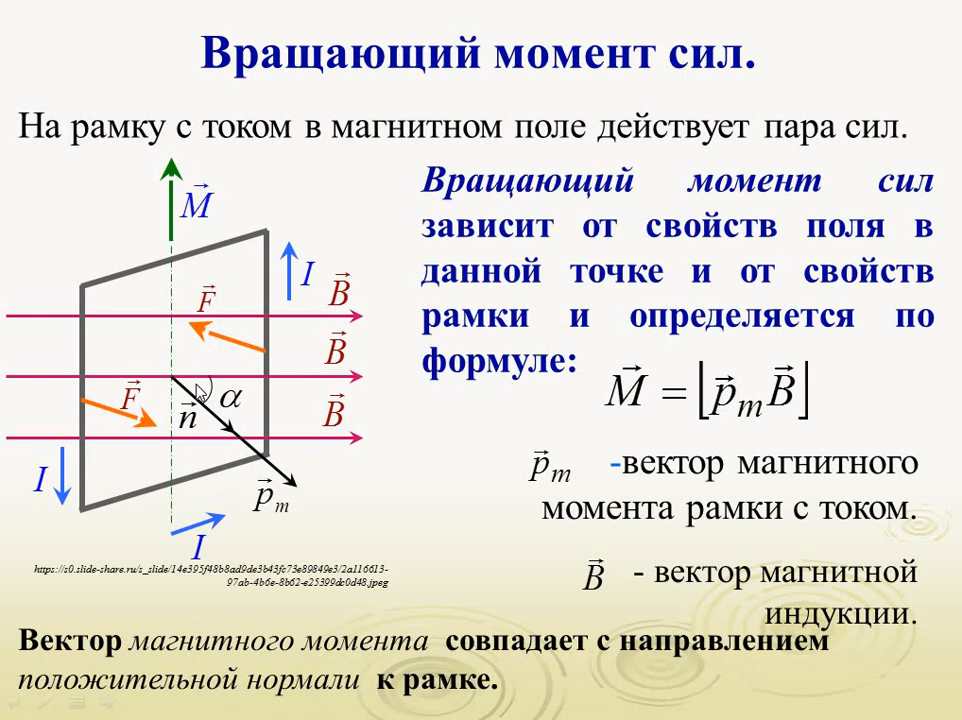 Вращающий момент сил.
На рамку с током в магнитном поле действует пара сил.
M
I
B
F
B
F
α
n
B
I
pm
I
https://s0.slide-share.ru/s_slide/14e395f48b8ad9de3b43fc73e89849e3/2a116613-
97ab-4b6e-8b62-e25399dc0d48.jpeg
Вращающий момент сил
зависит от свойств поля в
данной точке и от свойств
рамки и определяется по
формуле:
M⃗ = ⌊p⃗m B⃗⌋
p⃗m -вектор магнитного
момента рамки с током.
B⃗ - вектор магнитной
индукции.
Вектор магнитного момента совпадает с направлением
положительной нормали к рамке.